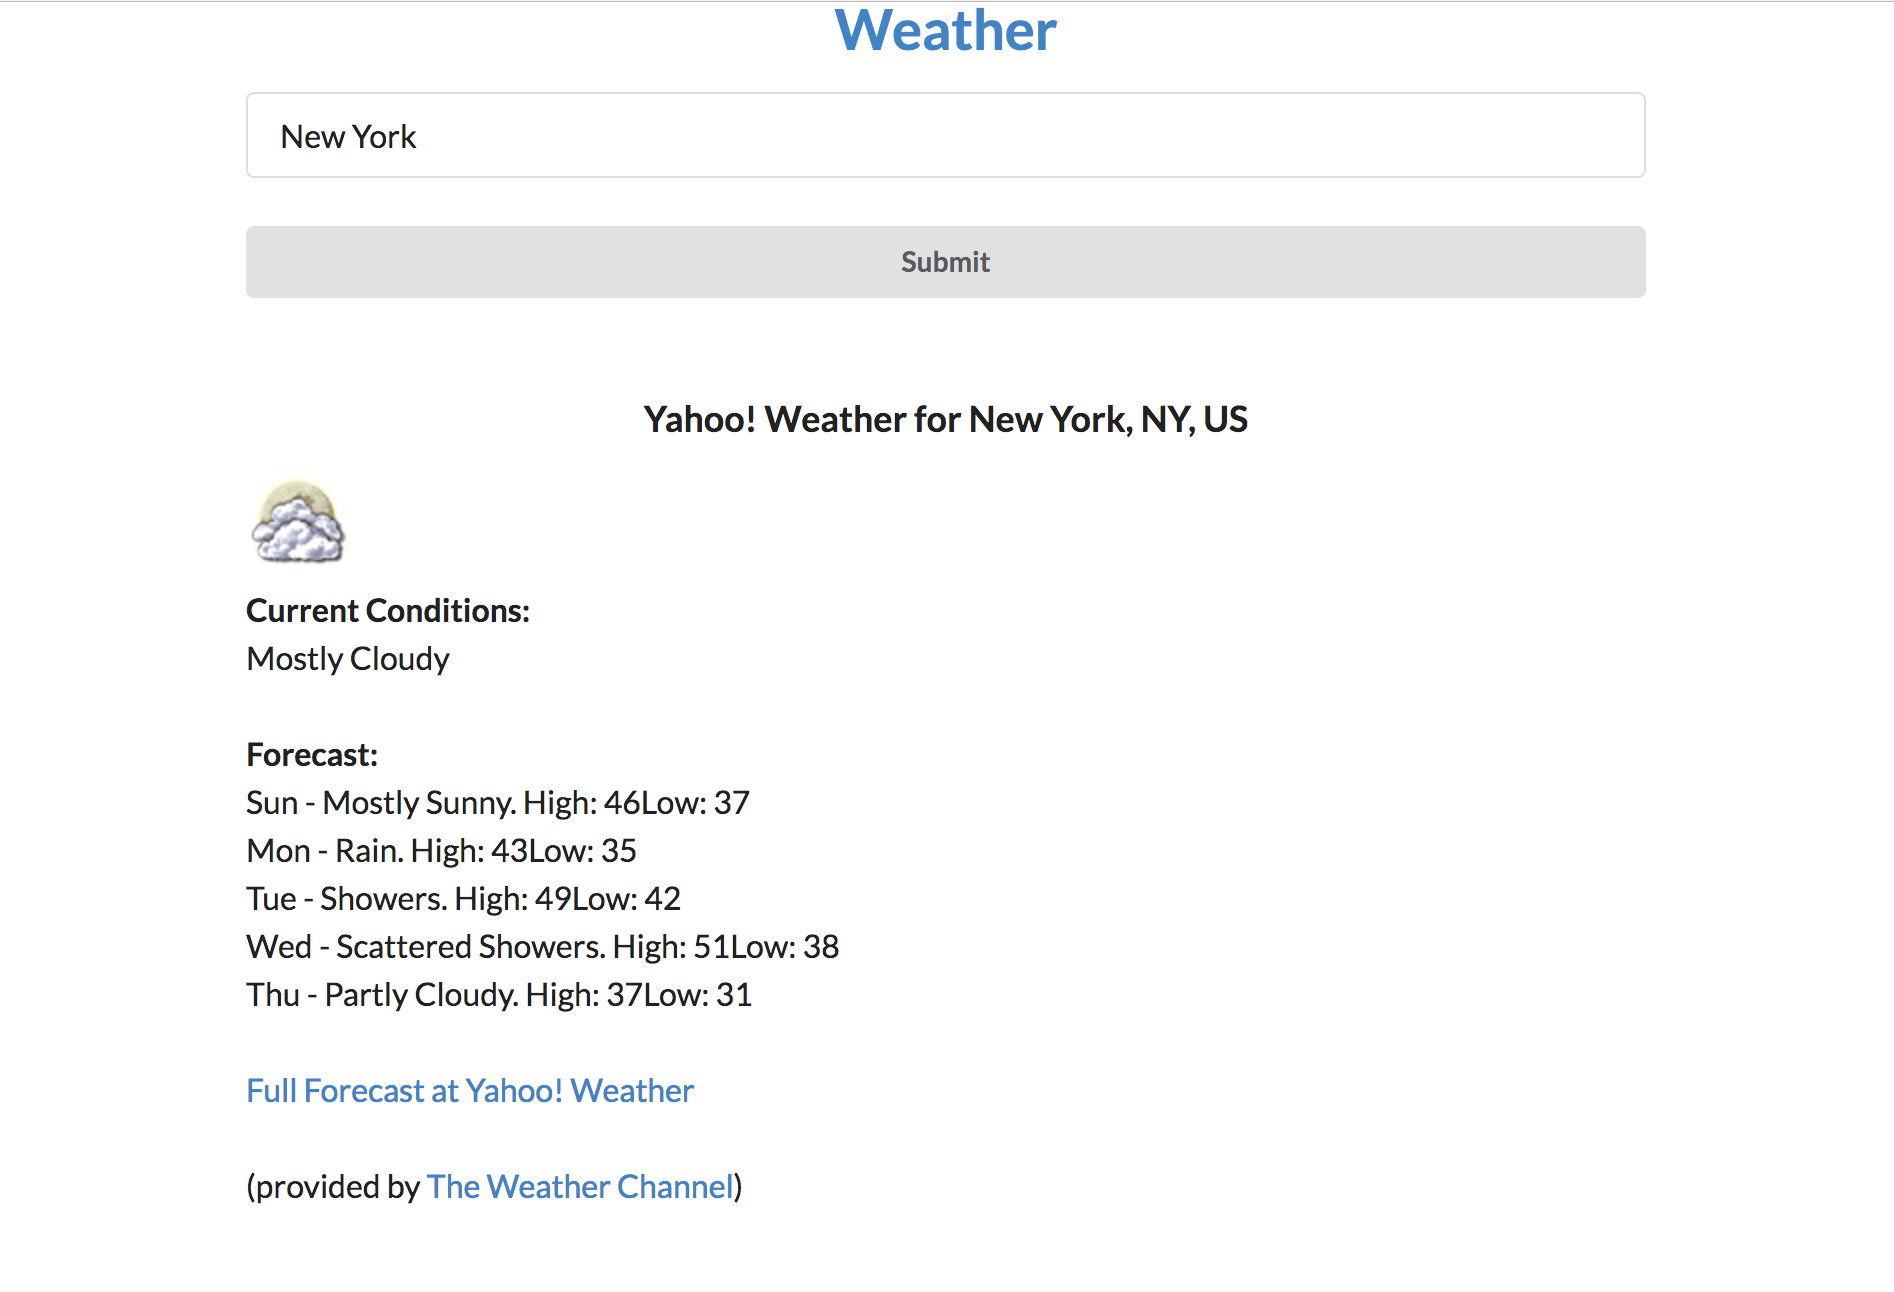 Weather
New York
Submit
Yahoo! Weather for New York, NY, US
Current Conditions:
Mostly Cloudy
Forecast:
Sun - Mostly Sunny. High: 46Low: 37
Mon - Rain. High: 43Low: 35
Tue - Showers. High: 49Low: 42
Wed - Scattered Showers. High: 51Low: 38
Thu - Partly Cloudy. High: 37Low: 31
Full Forecast at Yahoo! Weather
(provided by The Weather Channel)